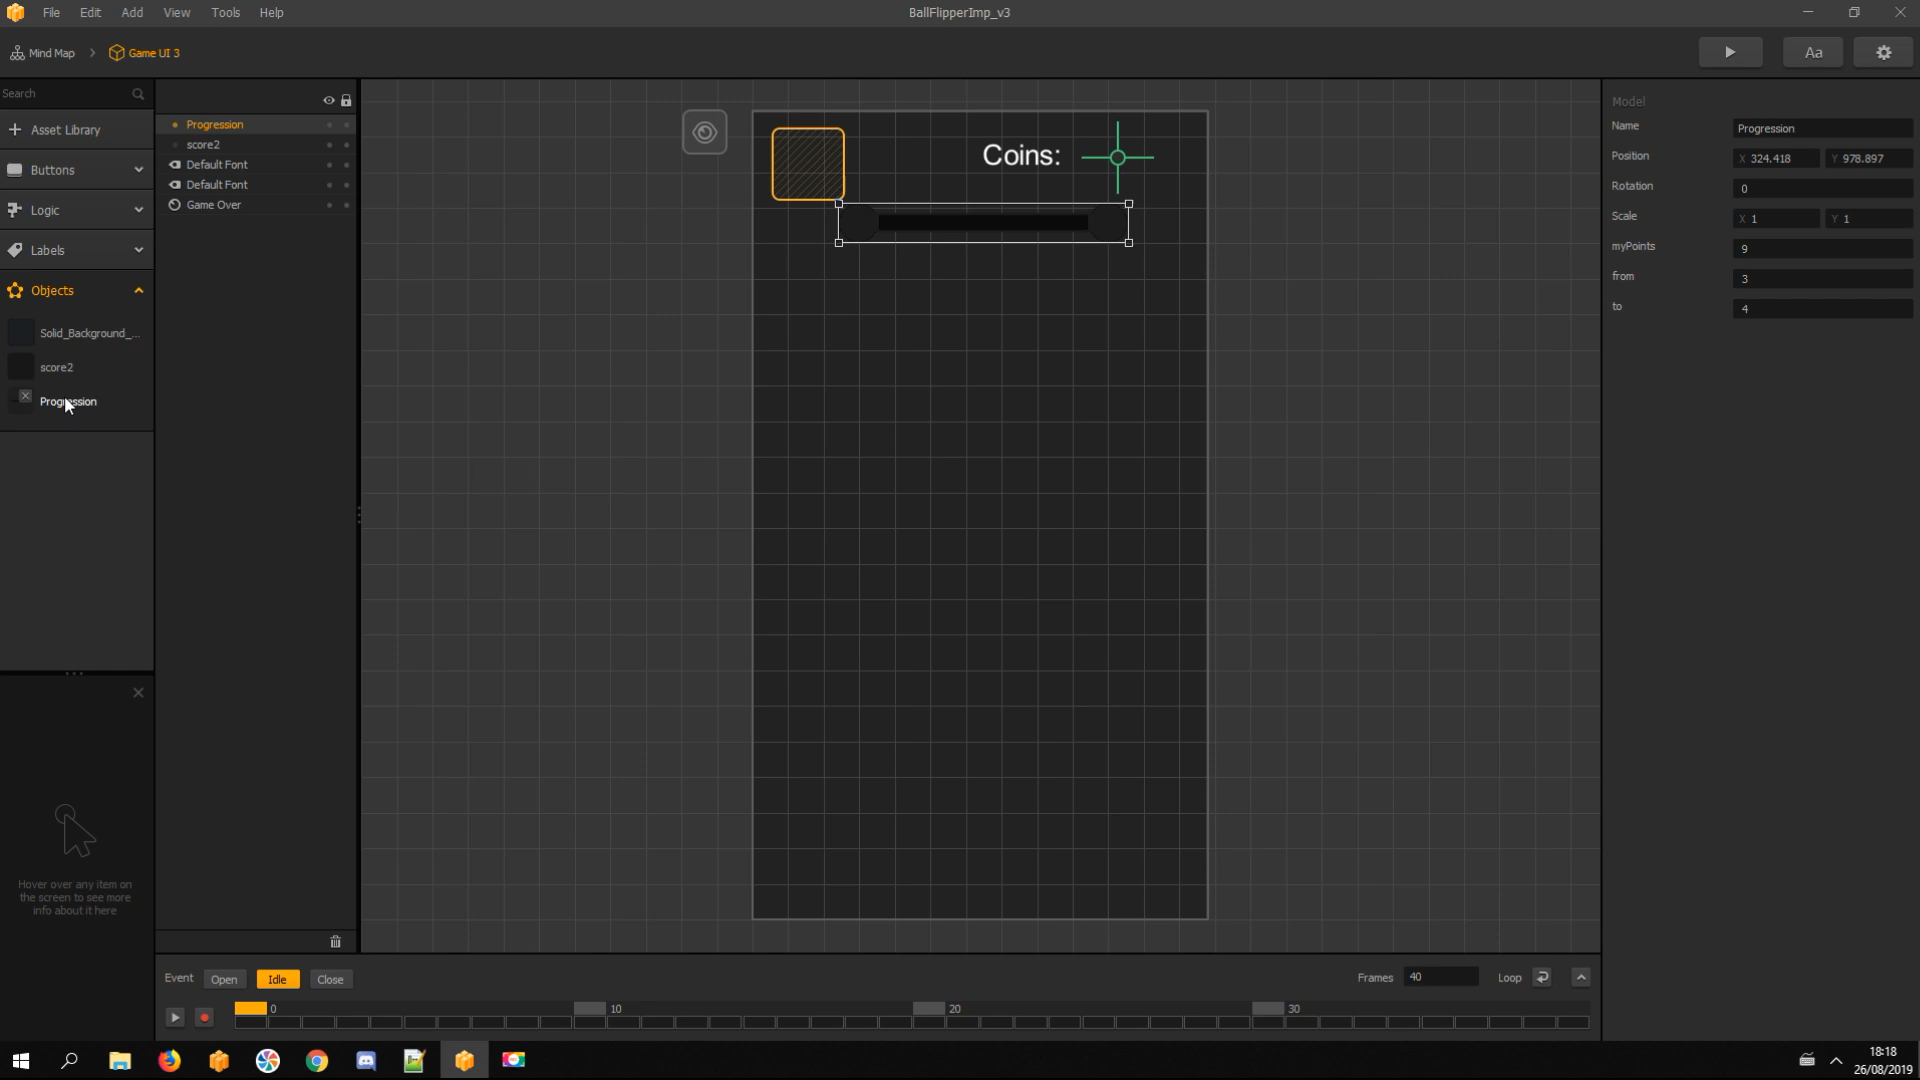 File Edit Add View Tools Help
BallFlipperImp_v3
Mind Map
Game UI 3
Aa
Search
Asset Library
Buttons
Logic
Labels
Objects
Solid_Background_...
score2
Progression
Hover over any item on
the screen to see more
info about it here
Progression
score2
Default Font
Default Font
Game Over
Coins:
Model
Name Progression
Position X 324.418 Y 978.897
Rotation 0
Scale X 1 Y 1
myPoints 9
from 3
to 4
Event Open Idle Close
Frames 40 Loop
0 10 20 30
18:18
26/08/2019